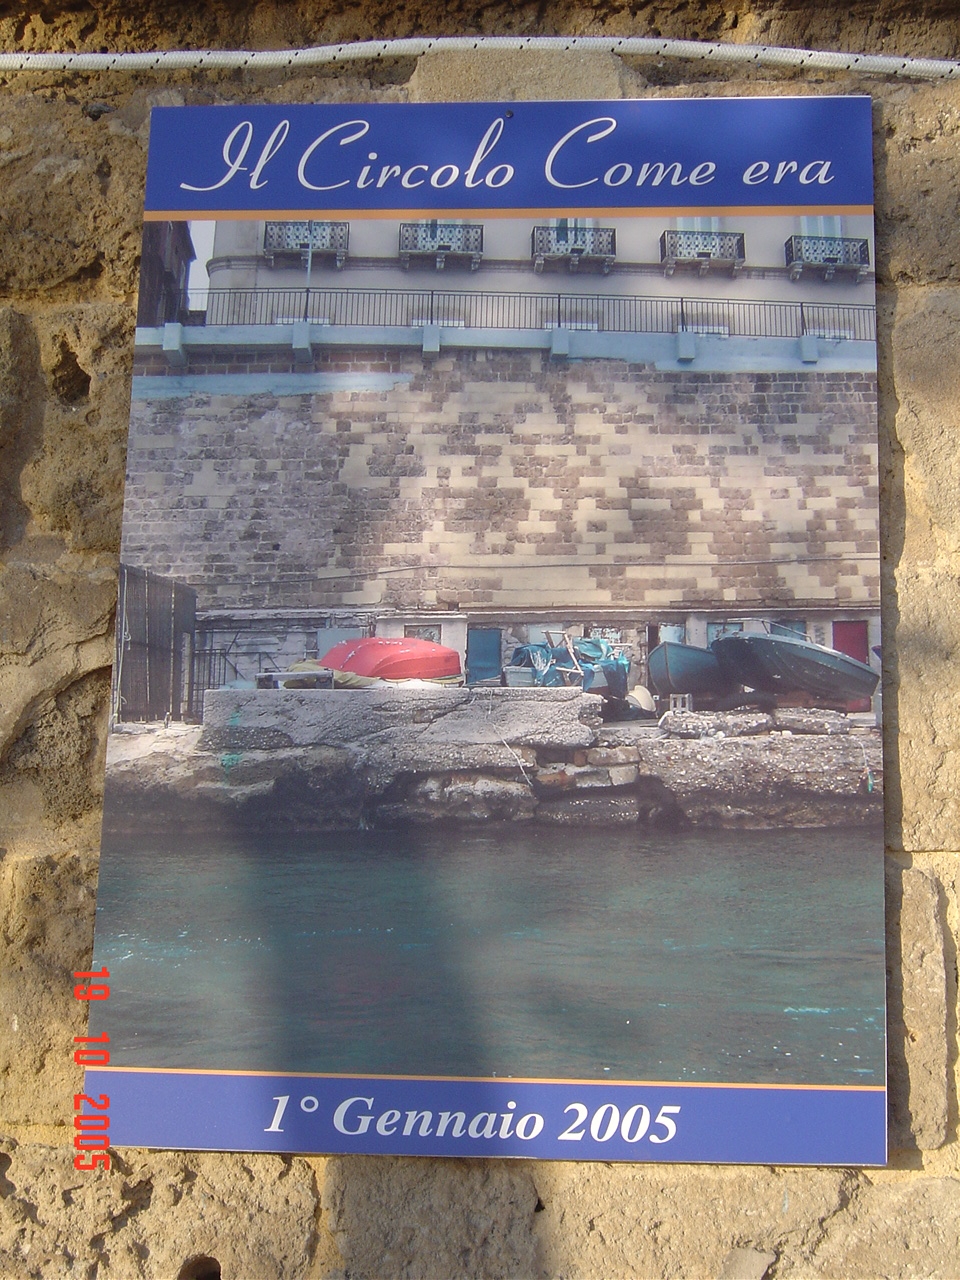 Il Circolo Come era
1° Gennaio 2005
19 10 2005